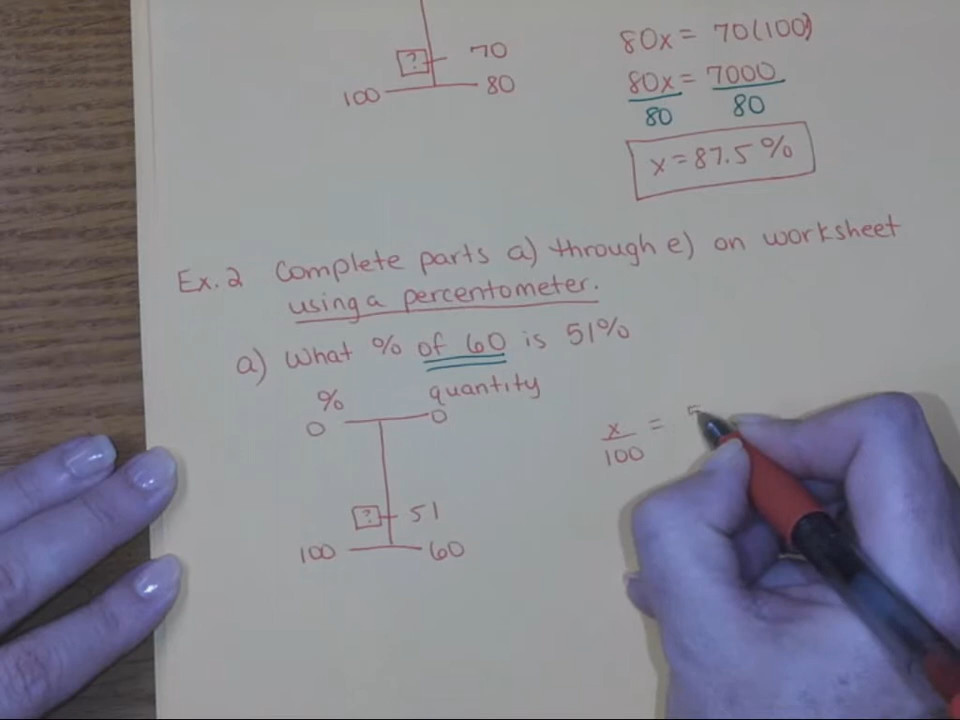 ? 70
100 80
80x = 70(100)
80x = 7000
80 80
x = 87.5%
Ex. 2 Complete parts a) through e) on worksheet
using a percentometer.
a) What % of 60 is 51%
% quantity
0 0
? 51
100 60
x =
100